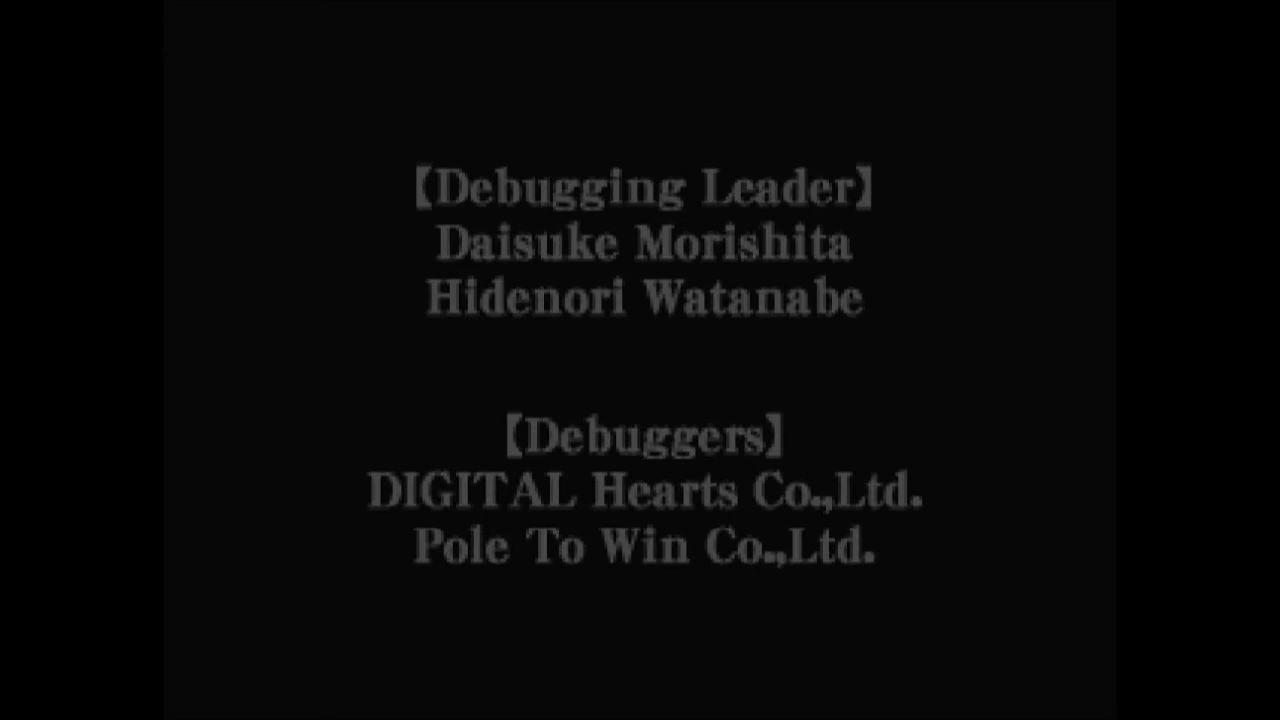 【Debugging Leader】
Daisuke Morishita
Hidenori Watanabe
【Debuggers】
DIGITAL Hearts Co.,Ltd.
Pole To Win Co.,Ltd.